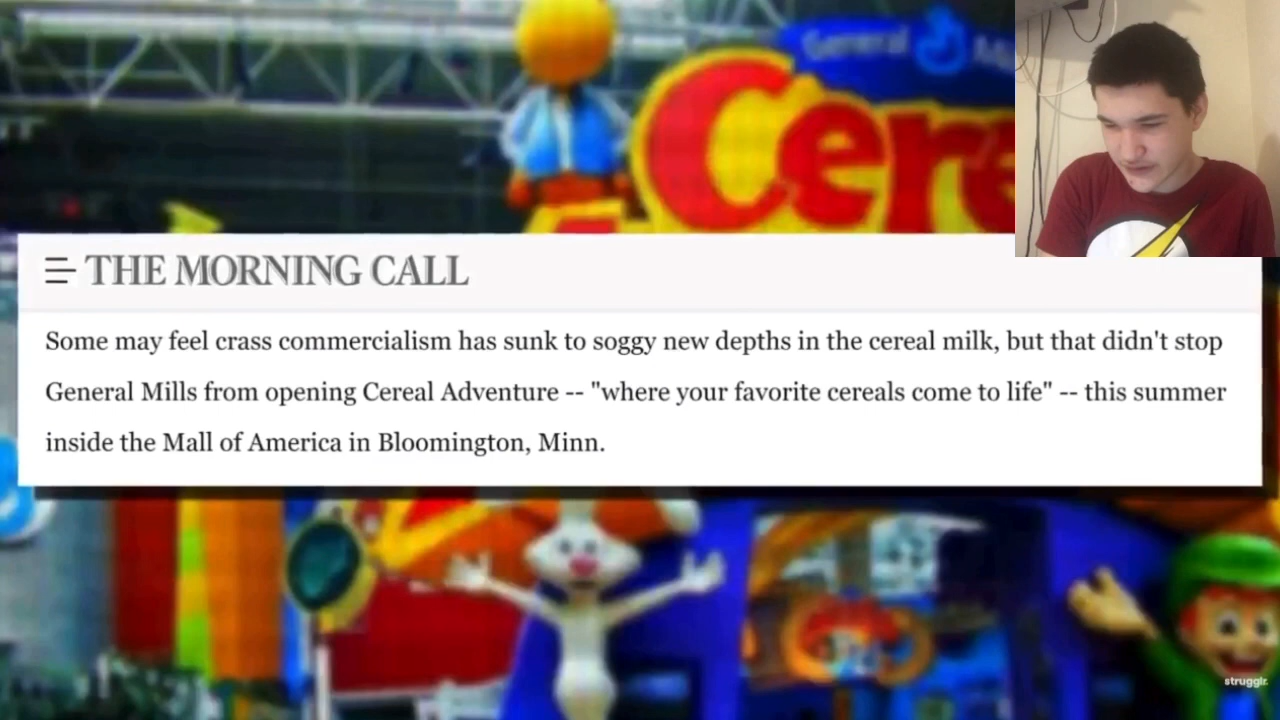 General
Cere
THE MORNING CALL
Some may feel crass commercialism has sunk to soggy new depths in the cereal milk, but that didn't stop
General Mills from opening Cereal Adventure -- "where your favorite cereals come to life" -- this summer
inside the Mall of America in Bloomington, Minn.
strugglr.